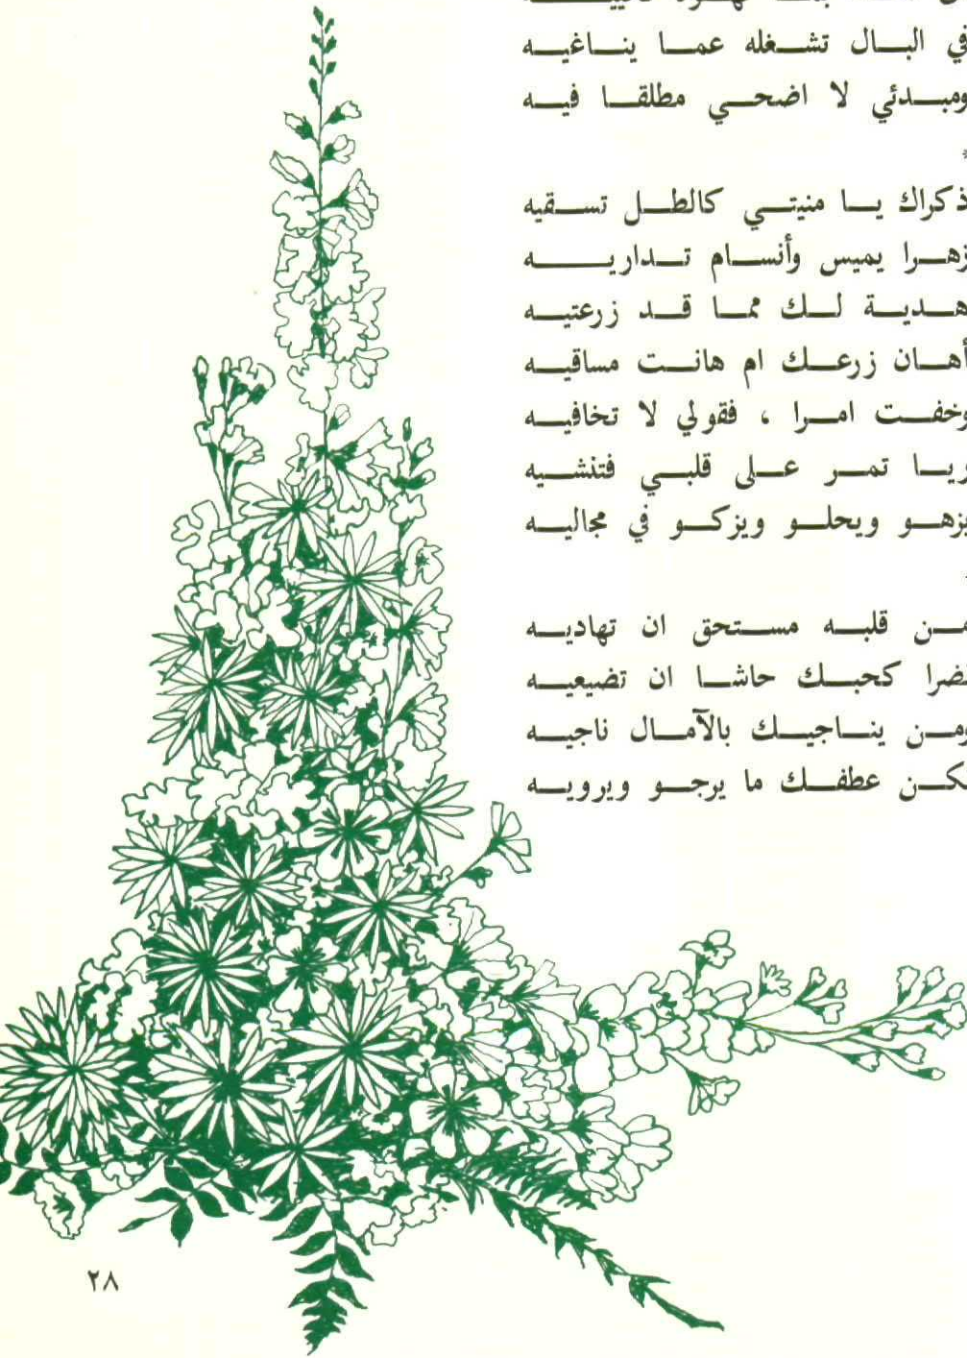 في البال تشغله عما يناغيه
ومبدئي لا اضحي مطلقا فيه
*
ذكراك يا منيتي كالطل تسقيه
زهرا يميس وأنسام تداريه
هدية لك مما قد زرعتيه
أهان زرعك ام هانت مساقيه
وخفت امرا ، فقولي لا تخافيه
ريا تمر على قلبي فتنشيه
يزهو ويحلو ويزكو في مجاليه
من قلبه مستحق ان تهاديه
كحبك حاشا ان تضيعيه
ومن يناجيك بالآمال ناجيه
عطفك ما يرجو ويرويه
٢٨